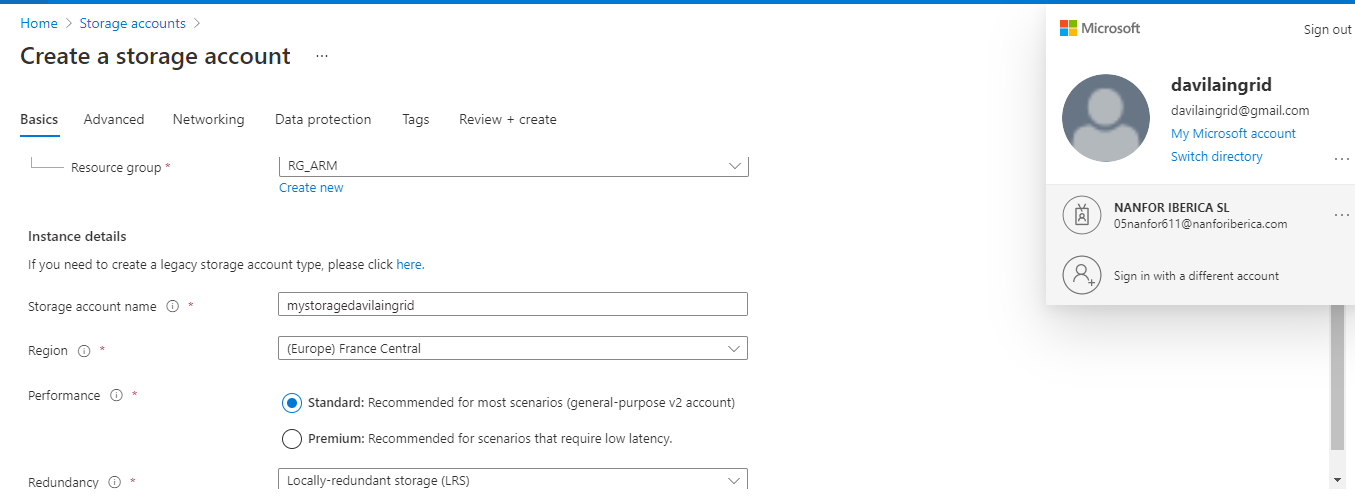 Home > Storage accounts >
Create a storage account ...
Basics Advanced Networking Data protection Tags Review + create
Resource group * RG_ARM
Create new
Instance details
If you need to create a legacy storage account type, please click here.
Storage account name * mystoragedavilaingrid
Region * (Europe) France Central
Performance * Standard: Recommended for most scenarios (general-purpose v2 account)
Premium: Recommended for scenarios that require low latency.
Redundancy * Locally-redundant storage (LRS)
Microsoft Sign out
davilaingrid
davilaingrid@gmail.com
My Microsoft account
Switch directory
...
NANFOR IBERICA SL
05nanfor611@nanforiberica.com
...
Sign in with a different account